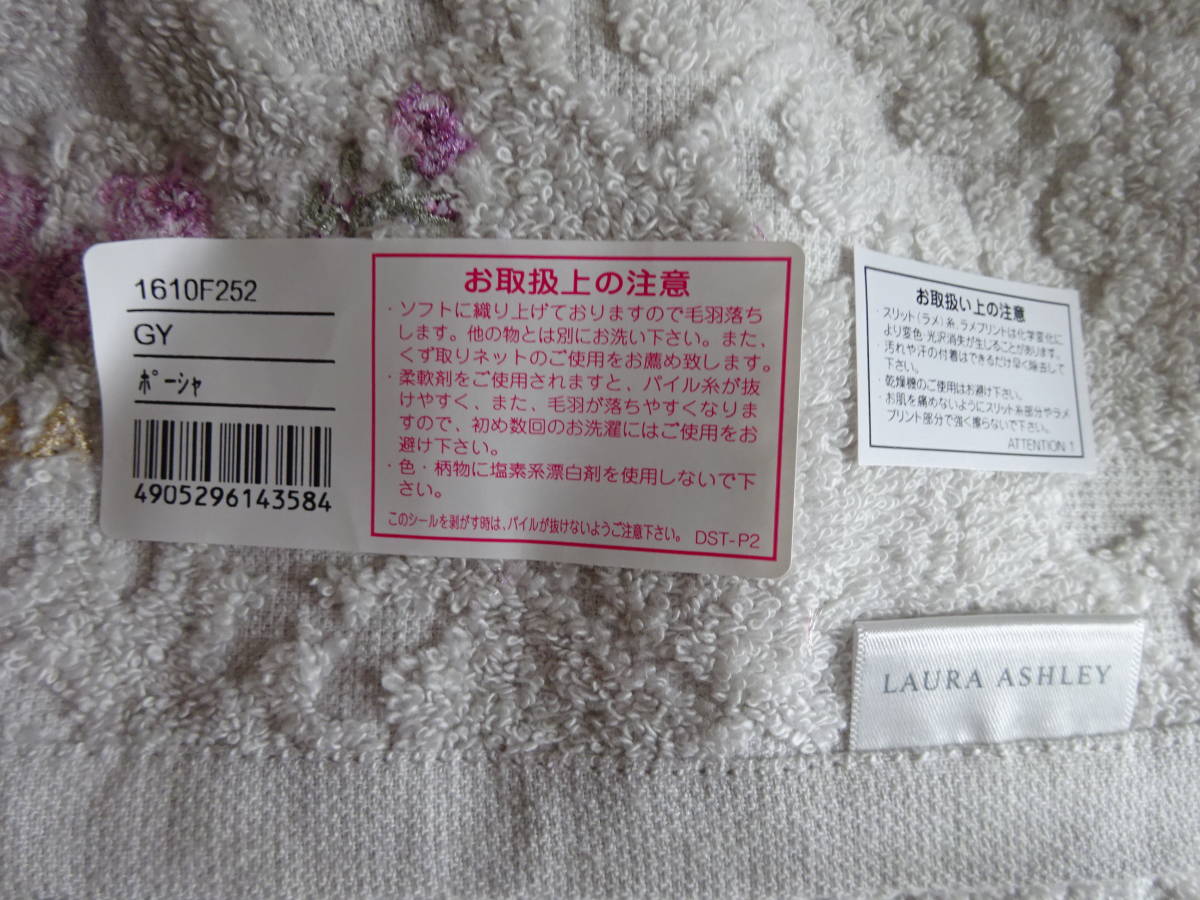 1610F252
GY
ﾎﾟｰｼｬ
4905296143584
お取扱上の注意
・ソフトに織り上げておりますので毛羽落ち
します。他の物とは別にお洗い下さい。また、
くず取りネットのご使用をお薦め致します。
・柔軟剤をご使用されますと、パイル糸が抜
けやすく、また、毛羽が落ちやすくなりま
すので、初め数回のお洗濯にはご使用をお
避け下さい。
・色・柄物に塩素系漂白剤を使用しないで下
さい。
このシールを剥がす時は、パイルが抜けないようご注意下さい。 DST-P2
お取扱い上の注意
・スリット(ラメ)糸、ラメプリントは化学変化に
より変色・光沢消失が生じることがあります。
・汚れや汗の付着はできるだけ早く除去して
下さい。
・乾燥機のご使用はお避け下さい。
・お肌を痛めないようにスリット糸部分やラメ
プリント部分で強く擦らないで下さい。
ATTENTION 1
LAURA ASHLEY